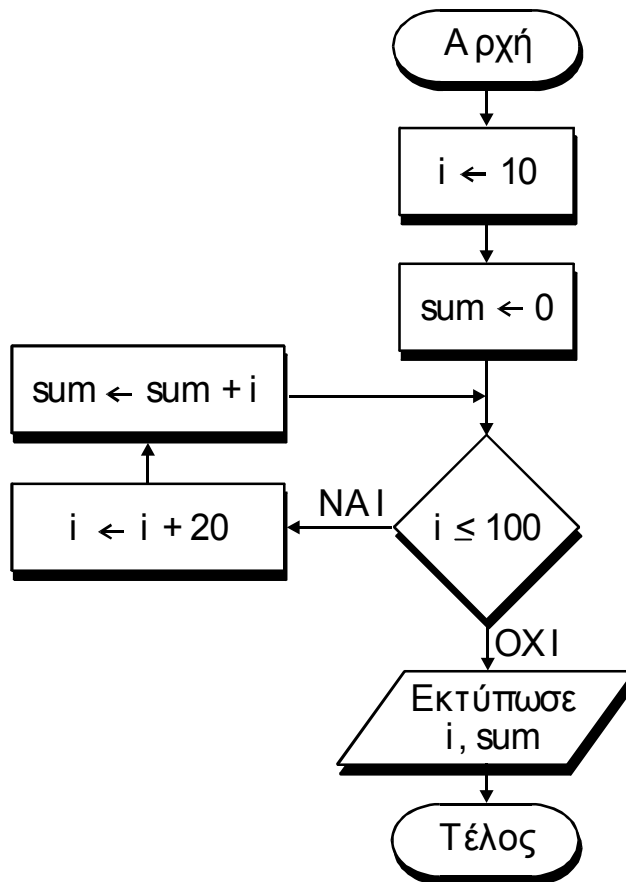 Αρχή
i ← 10
sum ← 0
sum ← sum + i
i ← i + 20
ΝΑΙ
i ≤ 100
ΟΧΙ
Εκτύπωσε
i, sum
Τέλος